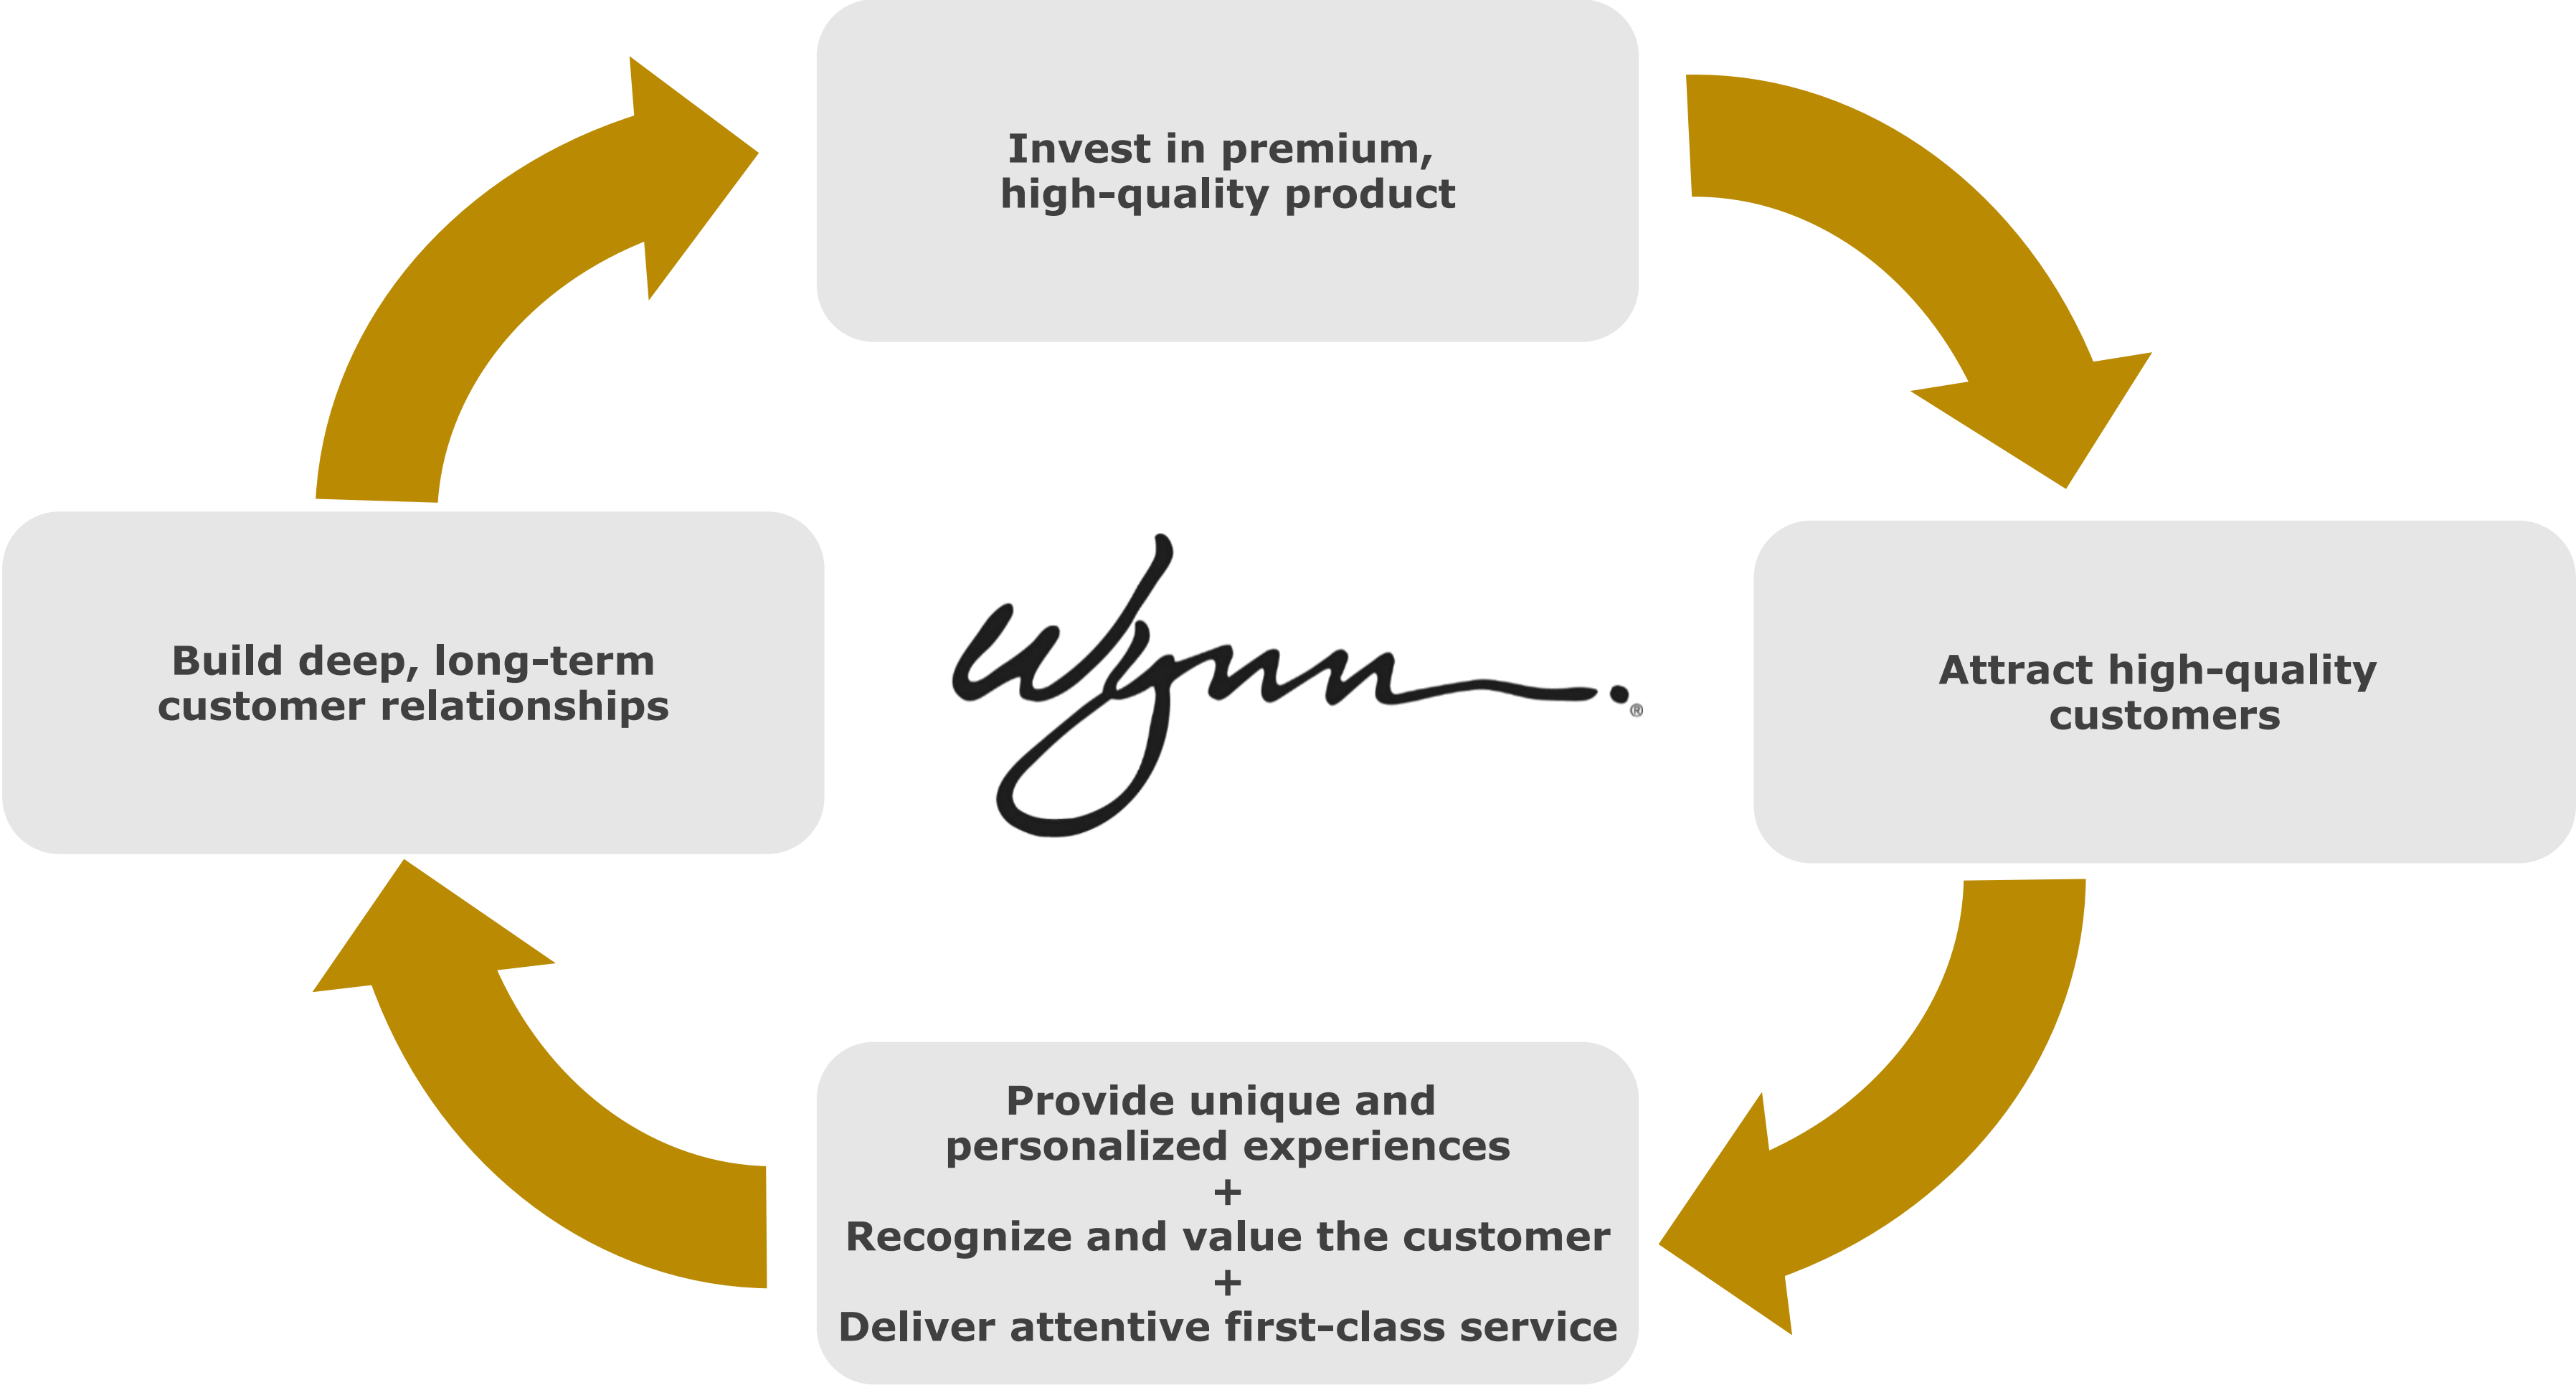 Invest in premium,
high-quality product
Build deep, long-term
customer relationships
Wynn.®
Attract high-quality
customers
Provide unique and
personalized experiences
+
Recognize and value the customer
+
Deliver attentive first-class service